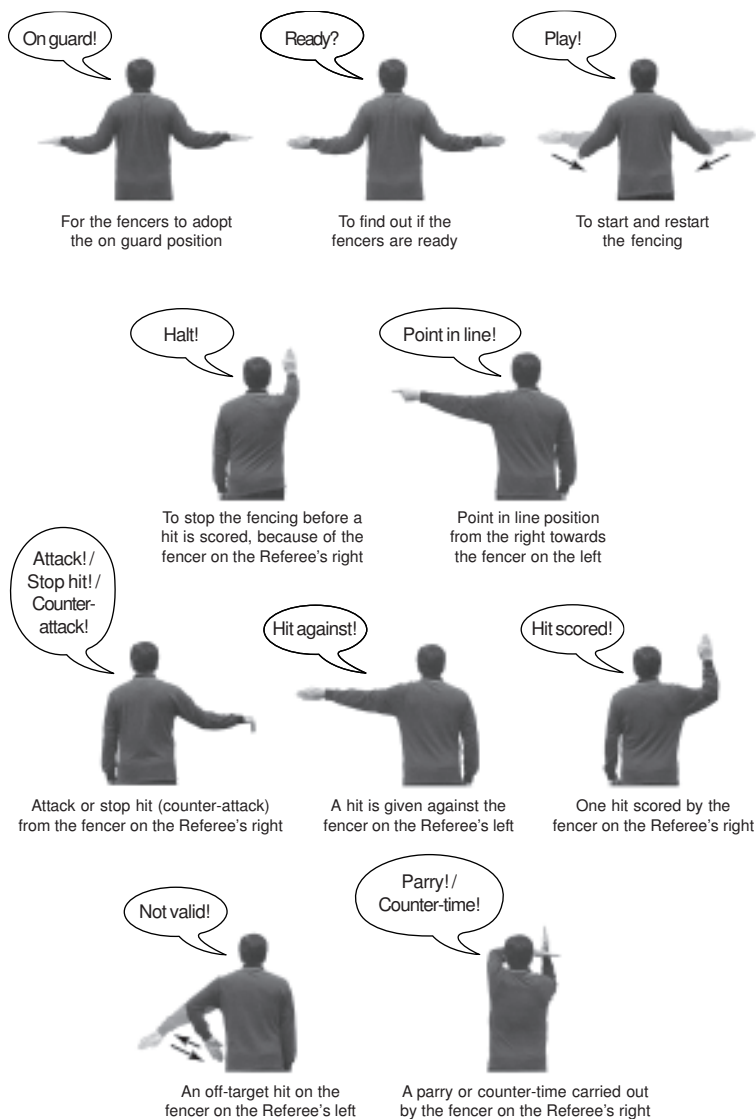 On guard!
Ready?
Play!
For the fencers to adopt
the on guard position
To find out if the
fencers are ready
To start and restart
the fencing
Halt!
Point in line!
To stop the fencing before a
hit is scored, because of the
fencer on the Referee's right
Point in line position
from the right towards
the fencer on the left
Attack! /
Stop hit! /
Counter-
attack!
Hit against!
Hit scored!
Attack or stop hit (counter-attack)
from the fencer on the Referee's right
A hit is given against the
fencer on the Referee's left
One hit scored by the
fencer on the Referee's right
Not valid!
Parry! /
Counter-time!
An off-target hit on the
fencer on the Referee's left
A parry or counter-time carried out
by the fencer on the Referee's right